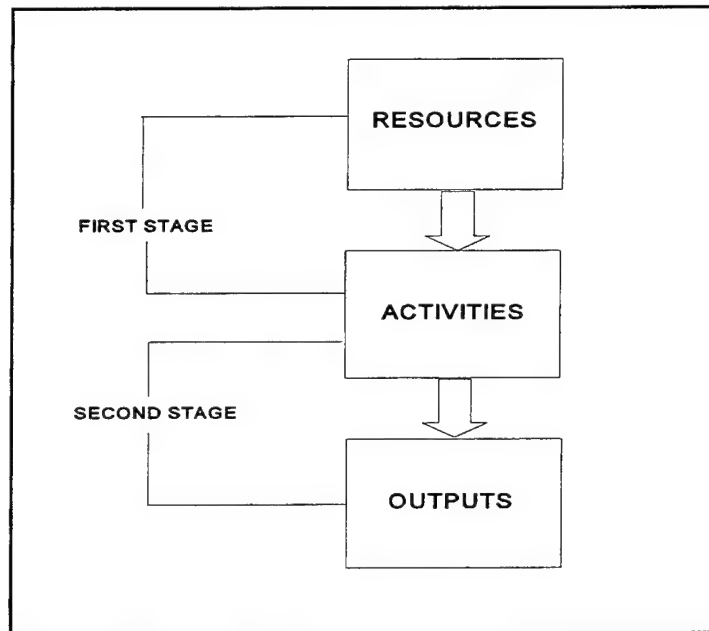 RESOURCES
FIRST STAGE
ACTIVITIES
SECOND STAGE
OUTPUTS